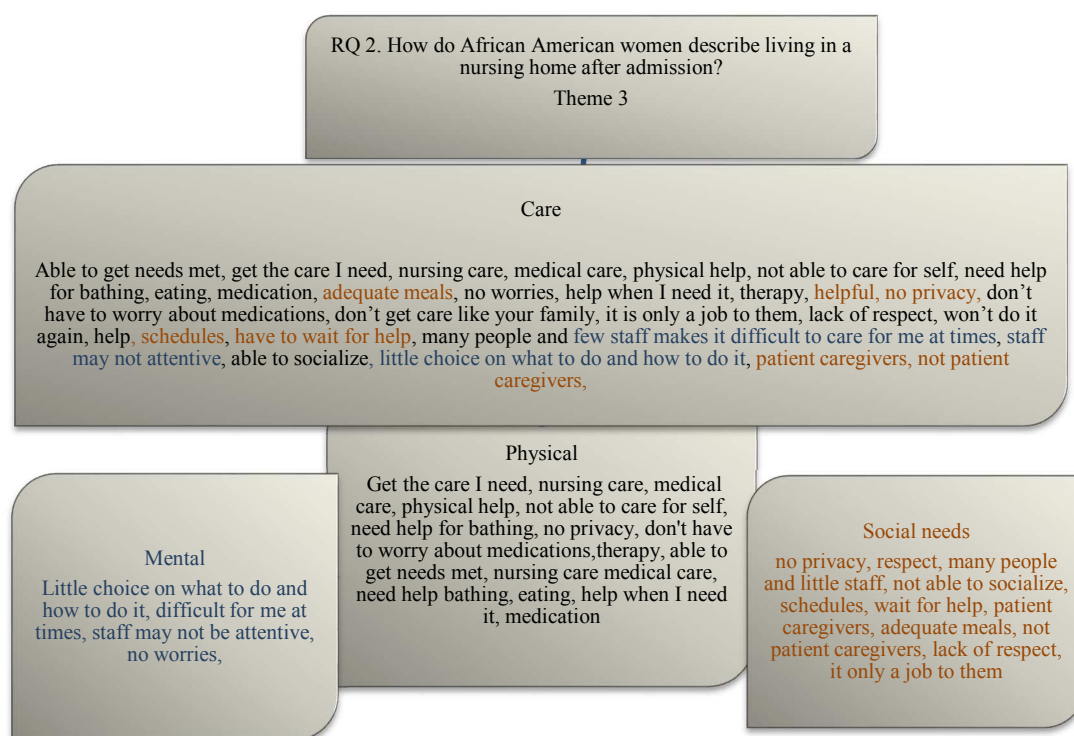 RQ 2. How do African American women describe living in a
nursing home after admission?
Theme 3
Care
Able to get needs met, get the care I need, nursing care, medical care, physical help, not able to care for self, need help
for bathing, eating, medication, adequate meals, no worries, help when I need it, therapy, helpful, no privacy, don’t
have to worry about medications, don’t get care like your family, it is only a job to them, lack of respect, won’t do it
again, help, schedules, have to wait for help, many people and few staff makes it difficult to care for me at times, staff
may not attentive, able to socialize, little choice on what to do and how to do it, patient caregivers, not patient
caregivers,
Mental
Little choice on what to do and
how to do it, difficult for me at
times, staff may not be attentive,
no worries,
Physical
Get the care I need, nursing care, medical
care, physical help, not able to care for self,
need help for bathing, no privacy, don't have
to worry about medications,therapy, able to
get needs met, nursing care medical care,
need help bathing, eating, help when I need
it, medication
Social needs
no privacy, respect, many people
and little staff, not able to socialize,
schedules, wait for help, patient
caregivers, adequate meals, not
patient caregivers, lack of respect,
it only a job to them